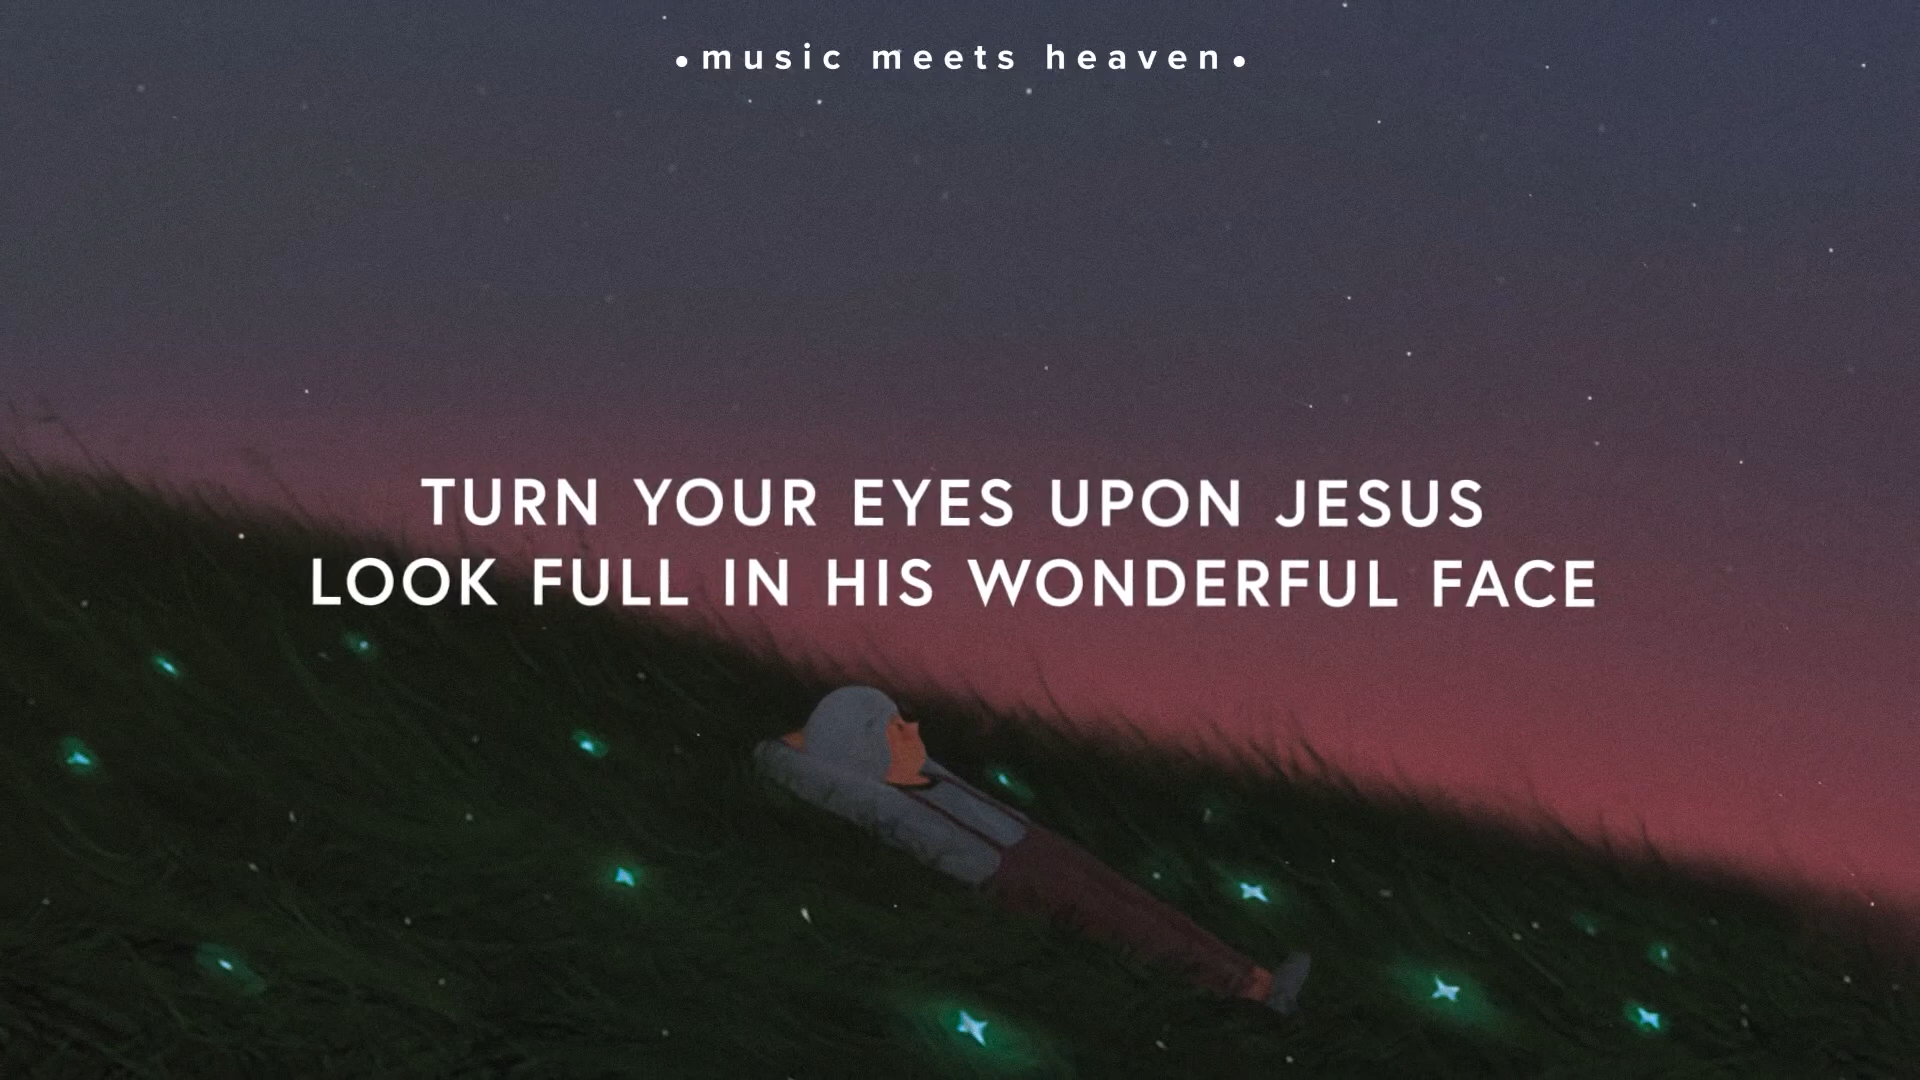 •music meets heaven•
TURN YOUR EYES UPON JESUS
LOOK FULL IN HIS WONDERFUL FACE